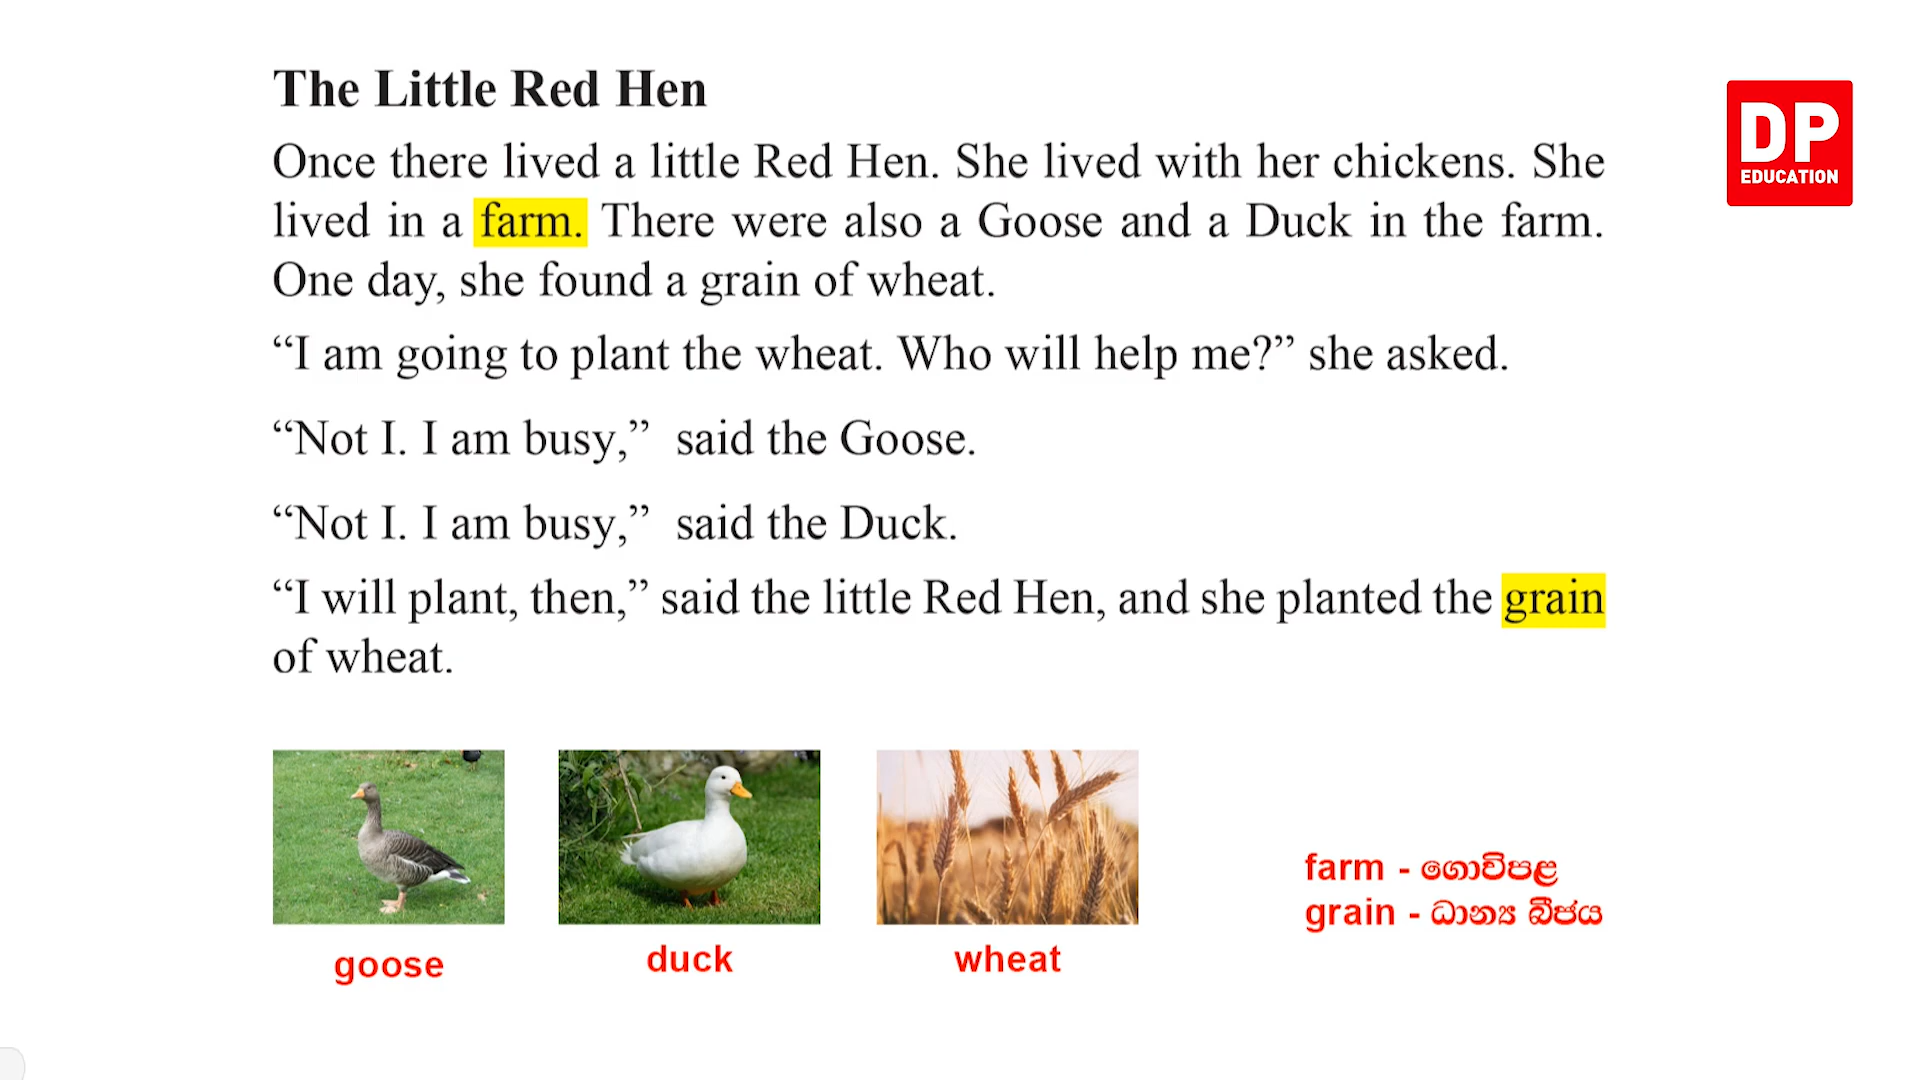 The Little Red Hen
Once there lived a little Red Hen. She lived with her chickens. She
lived in a farm. There were also a Goose and a Duck in the farm.
One day, she found a grain of wheat.
“I am going to plant the wheat. Who will help me?” she asked.
“Not I. I am busy,” said the Goose.
“Not I. I am busy,” said the Duck.
“I will plant, then,” said the little Red Hen, and she planted the grain
of wheat.
goose
duck
wheat
farm - ගොවිපළ
grain - ධාන්‍ය බීජය
DP
EDUCATION